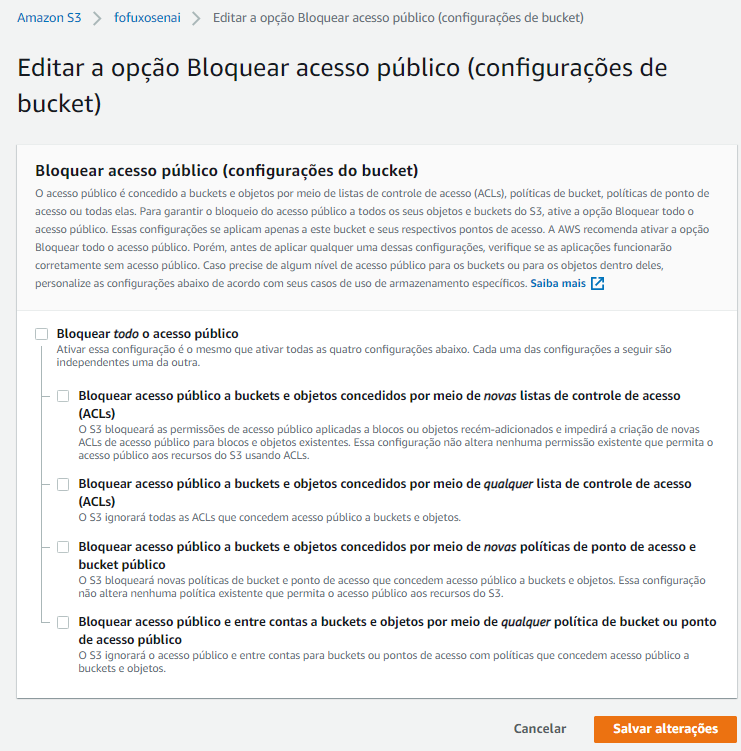 Amazon S3 > fofuxosenai > Editar a opção Bloquear acesso público (configurações de bucket)
Editar a opção Bloquear acesso público (configurações de
bucket)
Bloquear acesso público (configurações do bucket)
O acesso público é concedido a buckets e objetos por meio de listas de controle de acesso (ACLs), políticas de bucket, políticas de ponto de
acesso ou todas elas. Para garantir o bloqueio do acesso público a todos os seus objetos e buckets do S3, ative a opção Bloquear todo o
acesso público. Essas configurações se aplicam apenas a este bucket e seus respectivos pontos de acesso. A AWS recomenda ativar a opção
Bloquear todo o acesso público. Porém, antes de aplicar qualquer uma dessas configurações, verifique se as aplicações funcionarão
corretamente sem acesso público. Caso precise de algum nível de acesso público para os buckets ou para os objetos dentro deles,
personalize as configurações abaixo de acordo com seus casos de uso de armazenamento específicos. Saiba mais
Bloquear todo o acesso público
Ativar essa configuração é o mesmo que ativar todas as quatro configurações abaixo. Cada uma das configurações a seguir são
independentes uma da outra.
Bloquear acesso público a buckets e objetos concedidos por meio de novas listas de controle de acesso
(ACLs)
O S3 bloqueará as permissões de acesso público aplicadas a blocos ou objetos recém-adicionados e impedirá a criação de novas
ACLs de acesso público para blocos e objetos existentes. Essa configuração não altera nenhuma permissão existente que permita o
acesso público aos recursos do S3 usando ACLs.
Bloquear acesso público a buckets e objetos concedidos por meio de qualquer lista de controle de acesso
(ACLs)
O S3 ignorará todas as ACLs que concedem acesso público a buckets e objetos.
Bloquear acesso público a buckets e objetos concedidos por meio de novas políticas de ponto de acesso e
bucket público
O S3 bloqueará novas políticas de bucket e ponto de acesso que concedem acesso público a buckets e objetos. Essa configuração
não altera nenhuma política existente que permita o acesso público aos recursos do S3.
Bloquear acesso público e entre contas a buckets e objetos por meio de qualquer política de bucket ou ponto
de acesso público
O S3 ignorará o acesso público e entre contas para buckets ou pontos de acesso com políticas que concedem acesso público a
buckets e objetos.
Cancelar Salvar alterações